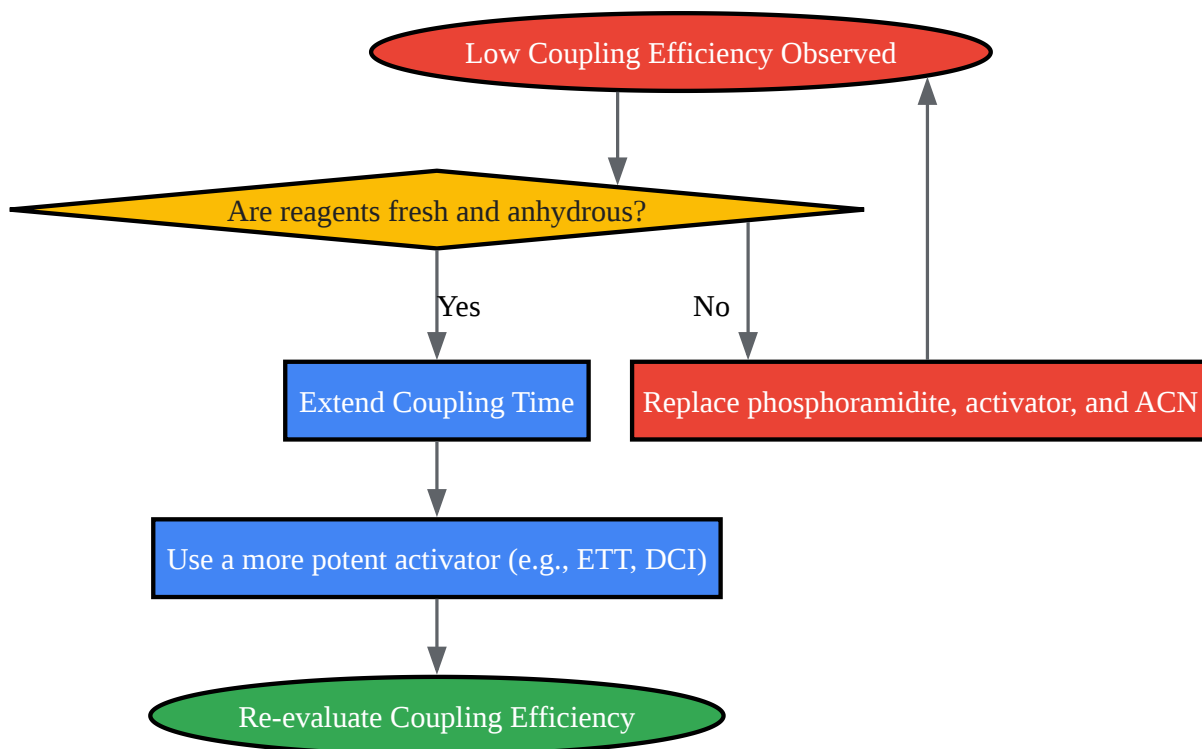 Low Coupling Efficiency Observed
Are reagents fresh and anhydrous?
Yes
No
Extend Coupling Time
Replace phosphoramidite, activator, and ACN
Use a more potent activator (e.g., ETT, DCI)
Re-evaluate Coupling Efficiency